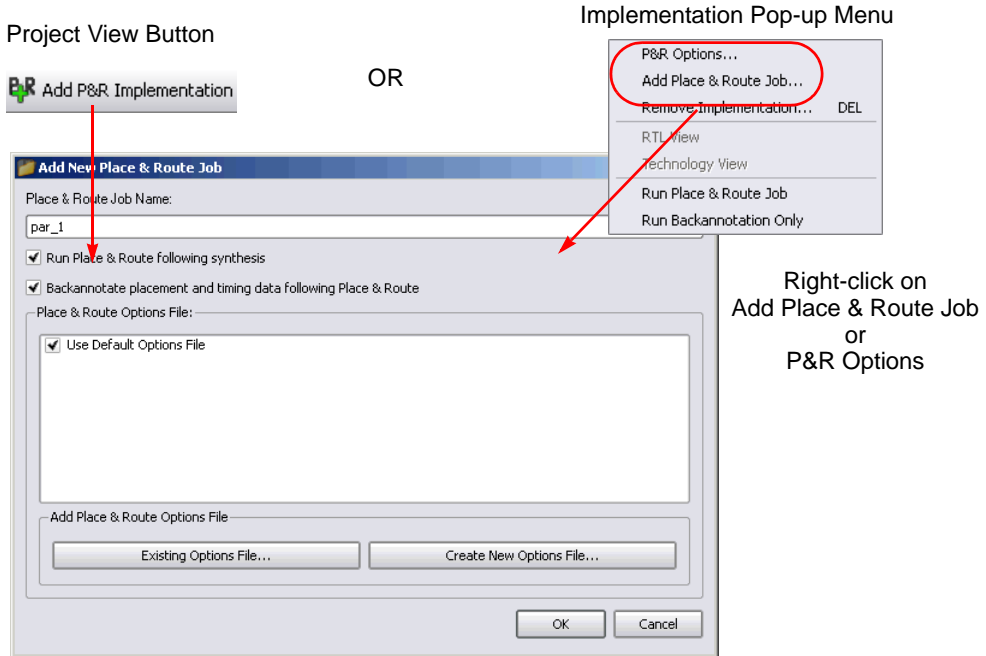 Project View Button
Implementation Pop-up Menu
P&R Add P&R Implementation
OR
P&R Options...
Add Place & Route Job...
Remove Implementation... DEL
RTL View
Technology View
Run Place & Route Job
Run Backannotation Only
Add New Place & Route Job
Place & Route Job Name:
par_1
Run Place & Route following synthesis
Backannotate placement and timing data following Place & Route
Place & Route Options File:
Use Default Options File
Add Place & Route Options File
Existing Options File...
Create New Options File...
OK
Cancel
Right-click on
Add Place & Route Job
or
P&R Options